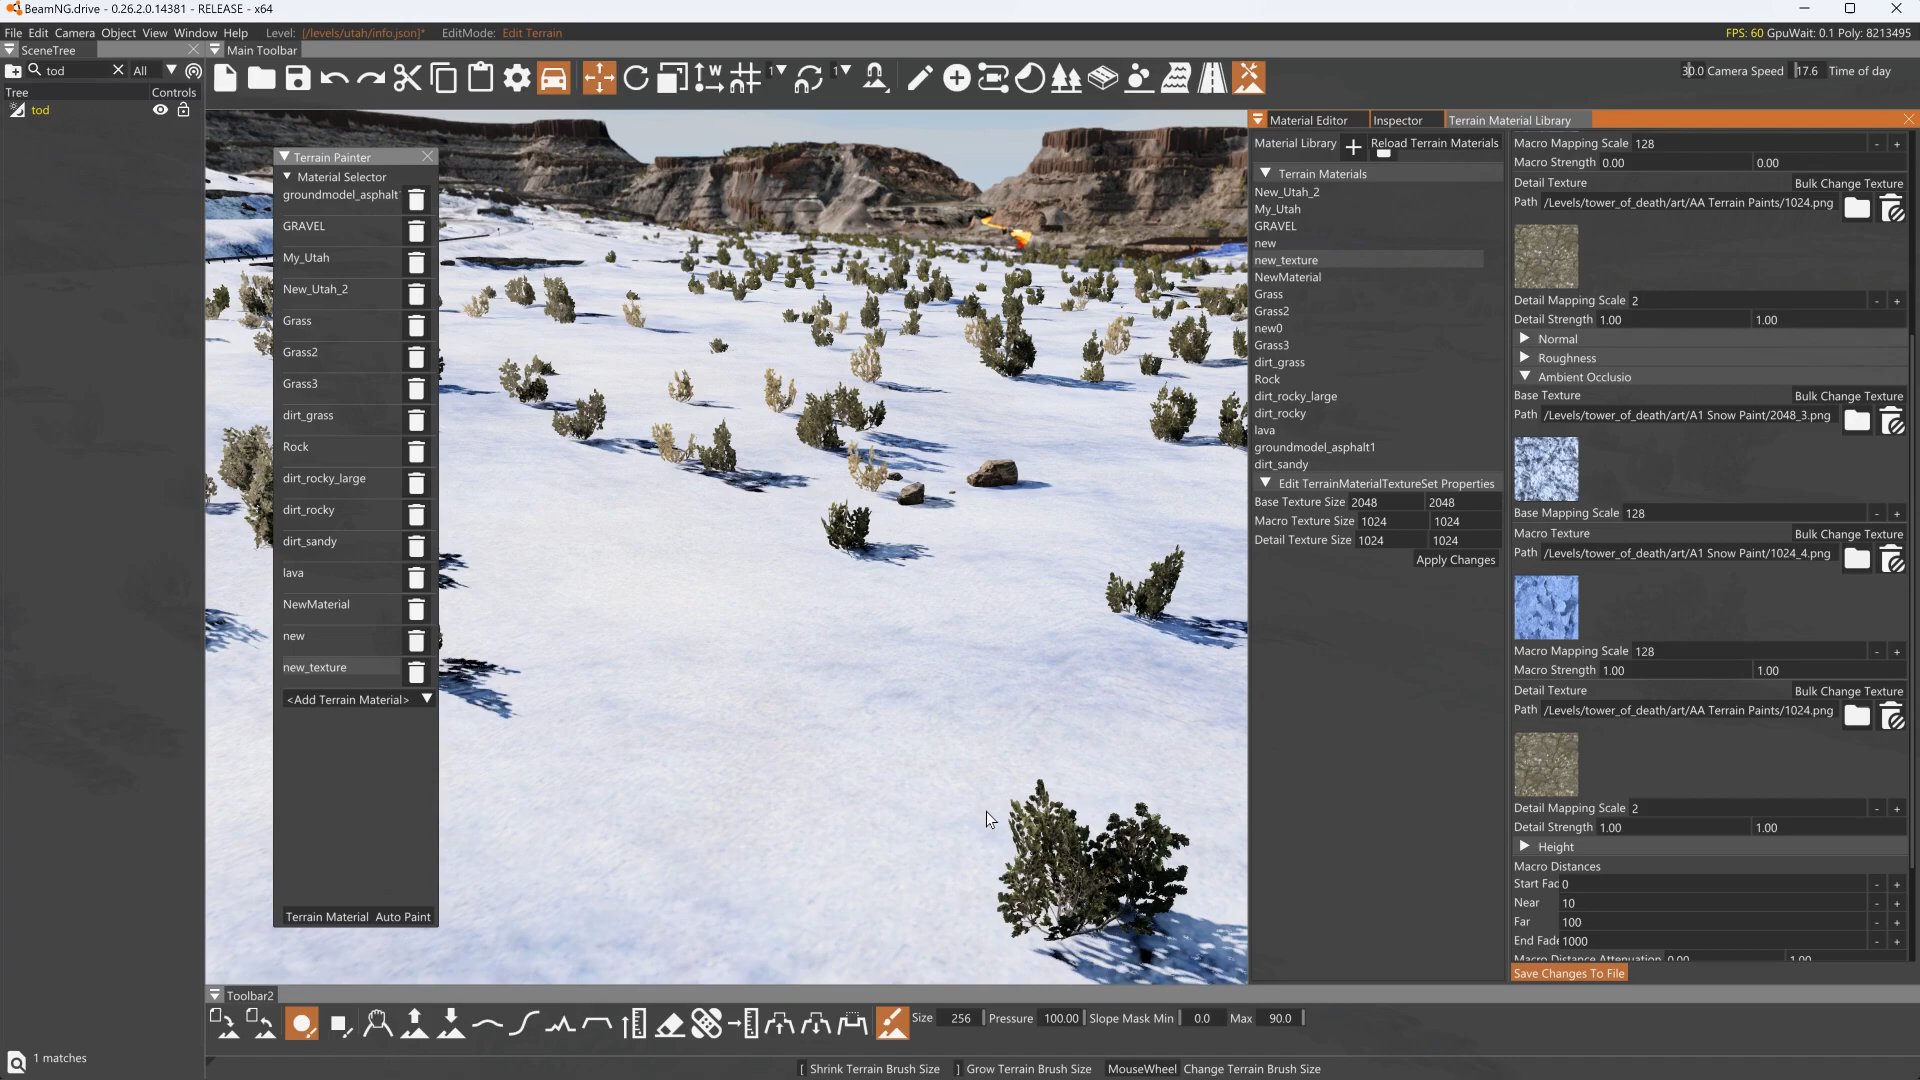 BeamNG.drive - 0.26.2.0.14381 - RELEASE - x64
File Edit Camera Object View Window Help Level: [/levels/utah/info.json]* EditMode: Edit Terrain
FPS: 60 GpuWait: 0.1 Poly: 8213495
SceneTree
Main Toolbar
tod All
30.0 Camera Speed 17.6 Time of day
Tree Controls
tod
Terrain Painter
Material Selector
groundmodel_asphalt
GRAVEL
My_Utah
New_Utah_2
Grass
Grass2
Grass3
dirt_grass
Rock
dirt_rocky_large
dirt_rocky
dirt_sandy
lava
NewMaterial
new
new_texture
<Add Terrain Material>
Terrain Material Auto Paint
Material Editor Inspector Terrain Material Library
Material Library + Reload Terrain Materials
Terrain Materials
New_Utah_2
My_Utah
GRAVEL
new
new_texture
NewMaterial
Grass
Grass2
new0
Grass3
dirt_grass
Rock
dirt_rocky_large
dirt_rocky
lava
groundmodel_asphalt1
dirt_sandy
Edit TerrainMaterialTextureSet Properties
Base Texture Size 2048 2048
Macro Texture Size 1024 1024
Detail Texture Size 1024 1024
Apply Changes
Macro Mapping Scale 128 - +
Macro Strength 0.00 0.00
Detail Texture Bulk Change Texture
Path /Levels/tower_of_death/art/AA Terrain Paints/1024.png
Detail Mapping Scale 2 - +
Detail Strength 1.00 1.00
Normal
Roughness
Ambient Occlusio
Base Texture Bulk Change Texture
Path /Levels/tower_of_death/art/A1 Snow Paint/2048_3.png
Base Mapping Scale 128 - +
Macro Texture Bulk Change Texture
Path /Levels/tower_of_death/art/A1 Snow Paint/1024_4.png
Macro Mapping Scale 128 - +
Macro Strength 1.00 1.00
Detail Texture Bulk Change Texture
Path /Levels/tower_of_death/art/AA Terrain Paints/1024.png
Detail Mapping Scale 2 - +
Detail Strength 1.00 1.00
Height
Macro Distances
Start Fad 0 - +
Near 10 - +
Far 100 - +
End Fade 1000 - +
Macro Distance Attenuation 0.00 1.00
Save Changes To File
Toolbar2
Size 256 Pressure 100.00 Slope Mask Min 0.0 Max 90.0
1 matches
[ Shrink Terrain Brush Size ] Grow Terrain Brush Size MouseWheel Change Terrain Brush Size